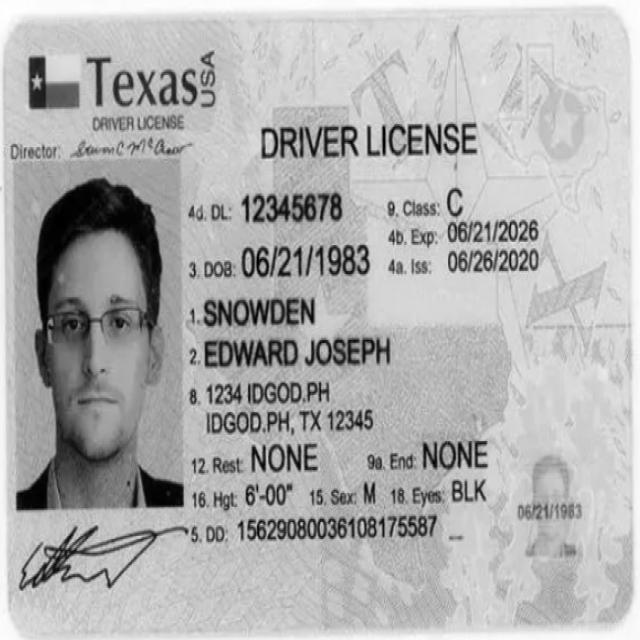 Texas USA
DRIVER LICENSE
Director:
DRIVER LICENSE
4d. DL: 12345678 9. Class: C
4b. Exp: 06/21/2026
3. DOB: 06/21/1983 4a. Iss: 06/26/2020
1. SNOWDEN
2. EDWARD JOSEPH
8. 1234 IDGOD.PH
IDGOD.PH, TX 12345
12. Rest: NONE 9a. End: NONE
16. Hgt: 6'-00" 15. Sex: M 18. Eyes: BLK
5. DD: 15629080036108175587
06/21/1983